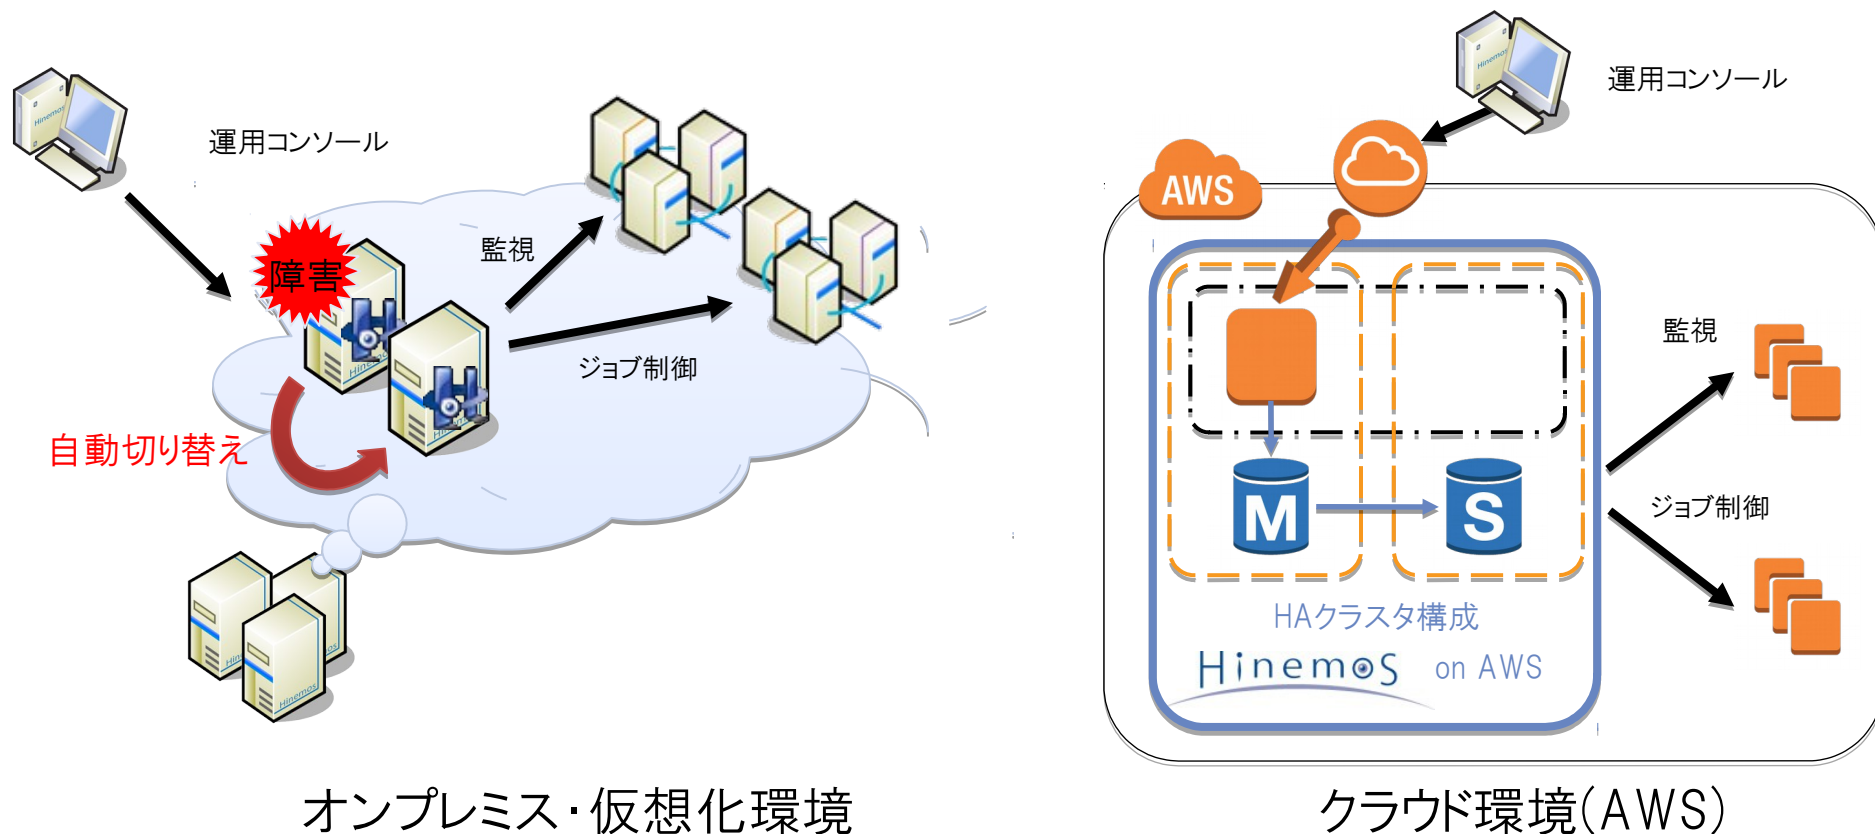 運用コンソール
障害
監視
ジョブ制御
自動切り替え
Hinemos
Hinemos
オンプレミス・仮想化環境
Hinemos
運用コンソール
AWS
監視
ジョブ制御
M
S
HAクラスタ構成
Hinemos on AWS
クラウド環境(AWS)